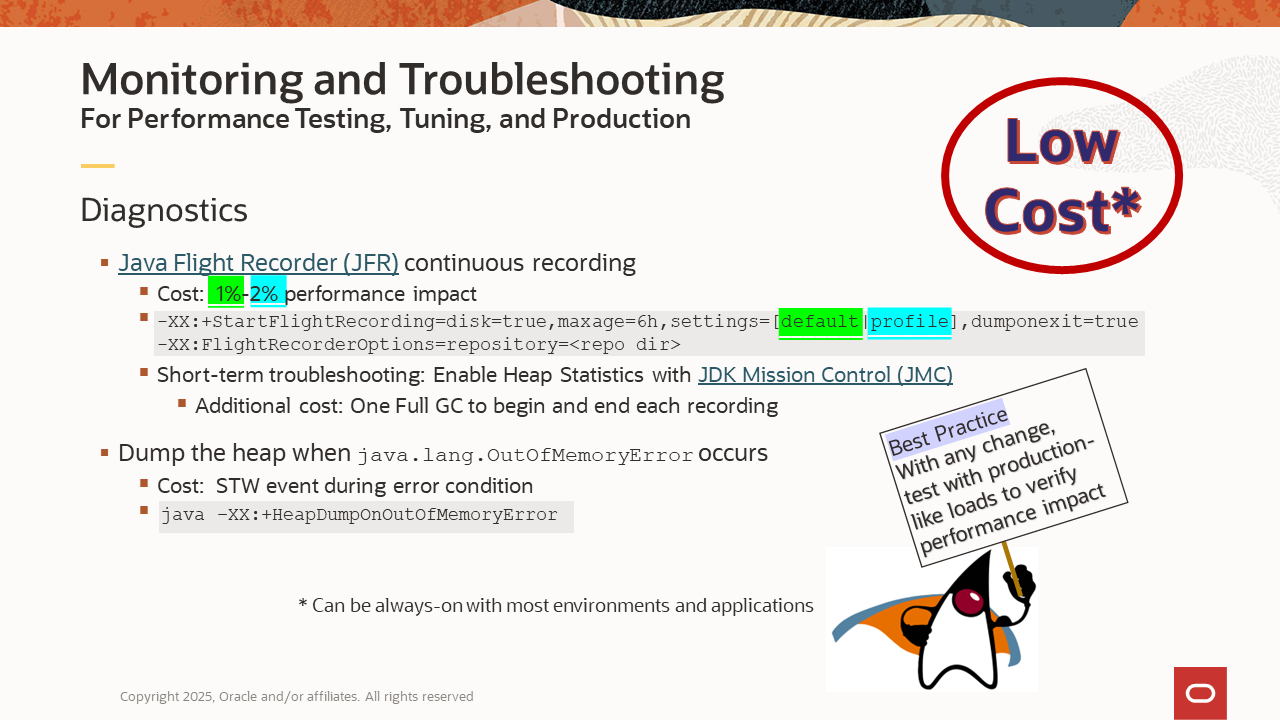 Monitoring and Troubleshooting
For Performance Testing, Tuning, and Production
Low
Cost*
Diagnostics
Java Flight Recorder (JFR) continuous recording
Cost: 1%-2% performance impact
-XX:+StartFlightRecording=disk=true,maxage=6h,settings=[default|profile],dumponexit=true
-XX:FlightRecorderOptions=repository=<repo dir>
Short-term troubleshooting: Enable Heap Statistics with JDK Mission Control (JMC)
Additional cost: One Full GC to begin and end each recording
Dump the heap when java.lang.OutOfMemoryError occurs
Cost: STW event during error condition
java -XX:+HeapDumpOnOutOfMemoryError
Best Practice
With any change,
test with production-
like loads to verify
performance impact
* Can be always-on with most environments and applications
Copyright 2025, Oracle and/or affiliates. All rights reserved